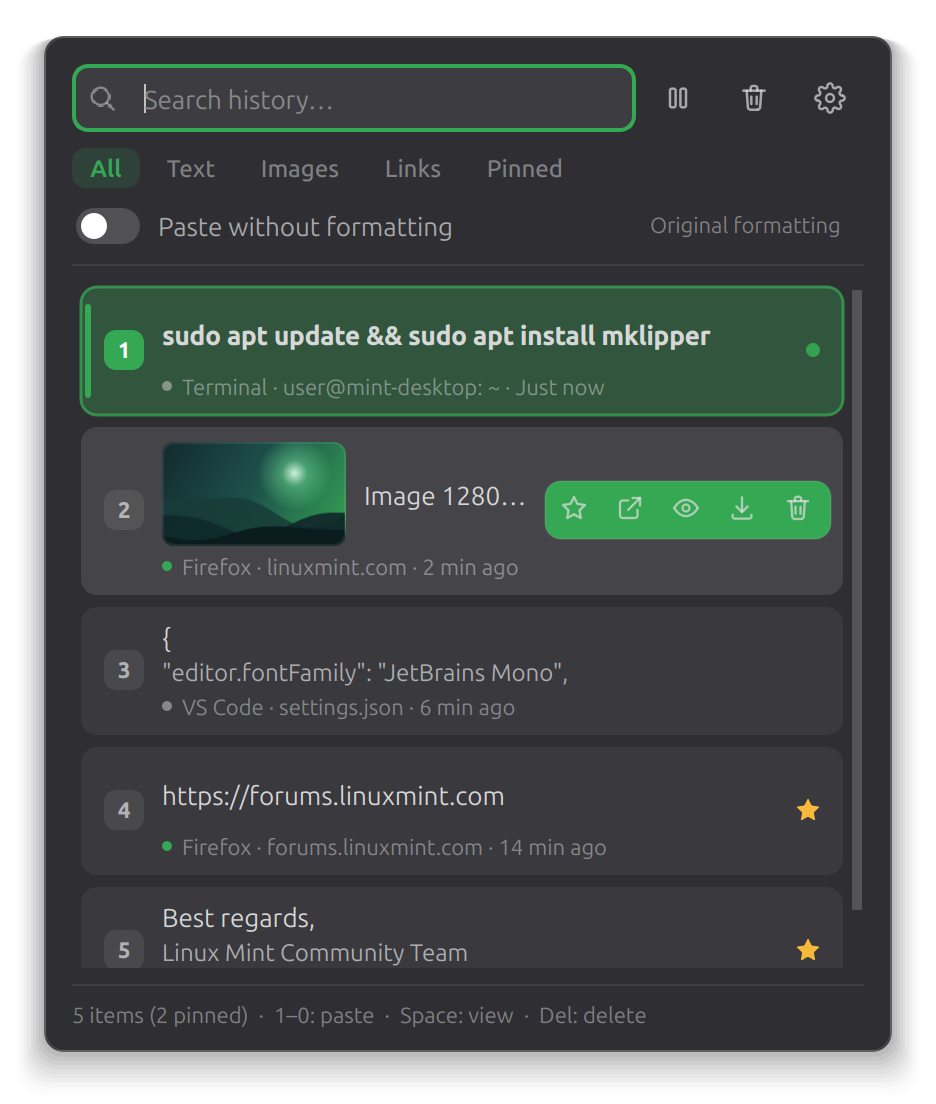 Search history…
All Text Images Links Pinned
Paste without formatting Original formatting
1 sudo apt update && sudo apt install mklipper
Terminal · user@mint-desktop: ~ · Just now
2 Image 1280…
Firefox · linuxmint.com · 2 min ago
{
3 "editor.fontFamily": "JetBrains Mono",
VS Code · settings.json · 6 min ago
4 https://forums.linuxmint.com
Firefox · forums.linuxmint.com · 14 min ago
Best regards,
5 Linux Mint Community Team
5 items (2 pinned) · 1–0: paste · Space: view · Del: delete